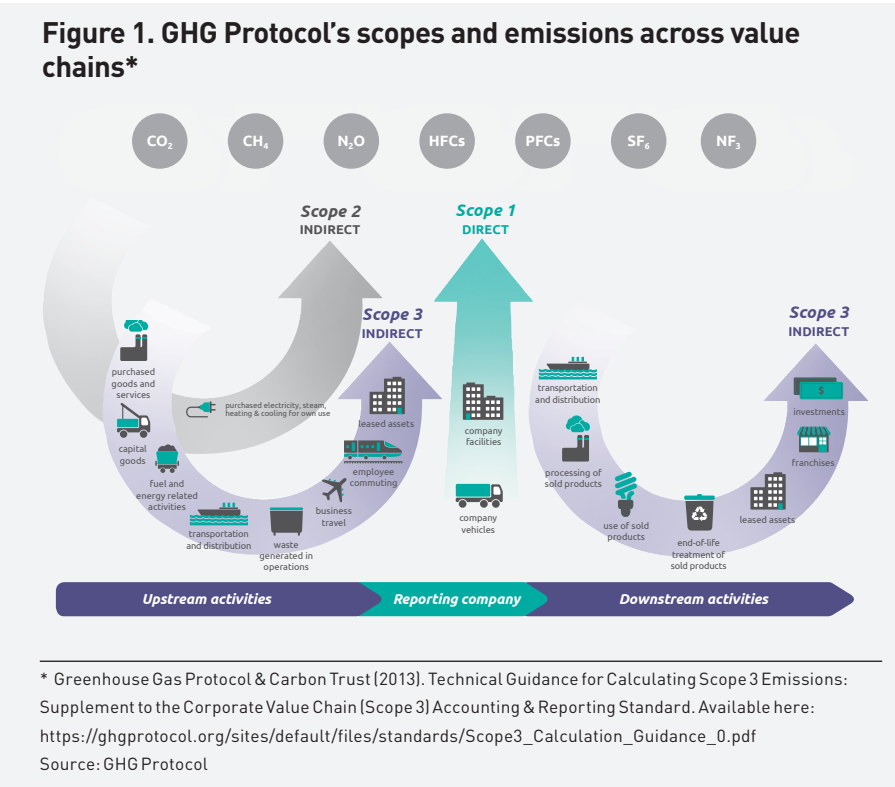 Figure 1. GHG Protocol’s scopes and emissions across value
chains*
CO₂
CH₄
N₂O
HFCs
PFCs
SF₆
NF₃
Scope 2
INDIRECT
Scope 1
DIRECT
Scope 3
INDIRECT
Scope 3
INDIRECT
purchased
goods and
services
capital
goods
fuel and
energy related
activities
transportation
and distribution
waste
generated in
operations
business
travel
employee
commuting
leased assets
purchased electricity, steam,
heating & cooling for own use
company
facilities
company
vehicles
transportation
and distribution
processing of
sold products
use of sold
products
end-of-life
treatment of
sold products
leased assets
franchises
investments
$
Upstream activities
Reporting company
Downstream activities
* Greenhouse Gas Protocol & Carbon Trust (2013). Technical Guidance for Calculating Scope 3 Emissions:
Supplement to the Corporate Value Chain (Scope 3) Accounting & Reporting Standard. Available here:
https://ghgprotocol.org/sites/default/files/standards/Scope3_Calculation_Guidance_0.pdf
Source: GHG Protocol